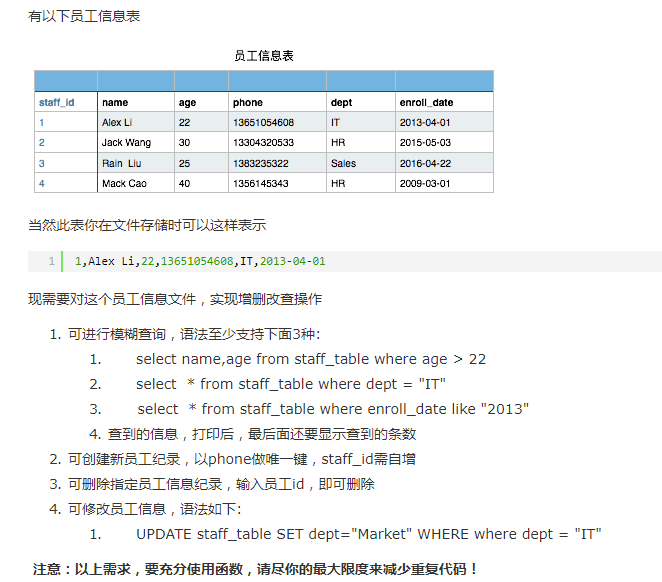 有以下员工信息表
员工信息表
staff_id name age phone dept enroll_date
1 Alex Li 22 13651054608 IT 2013-04-01
2 Jack Wang 30 13304320533 HR 2015-05-03
3 Rain Liu 25 1383235322 Sales 2016-04-22
4 Mack Cao 40 1356145343 HR 2009-03-01
当然此表你在文件存储时可以这样表示
1 1,Alex Li,22,13651054608,IT,2013-04-01
现需要对这个员工信息文件，实现增删改查操作
1. 可进行模糊查询，语法至少支持下面3种:
1. select name,age from staff_table where age > 22
2. select * from staff_table where dept = "IT"
3. select * from staff_table where enroll_date like "2013"
4. 查到的信息，打印后，最后面还要显示查到的条数
2. 可创建新员工纪录，以phone做唯一键，staff_id需自增
3. 可删除指定员工信息纪录，输入员工id，即可删除
4. 可修改员工信息，语法如下:
1. UPDATE staff_table SET dept="Market" WHERE where dept = "IT"
注意：以上需求，要充分使用函数，请尽你的最大限度来减少重复代码！